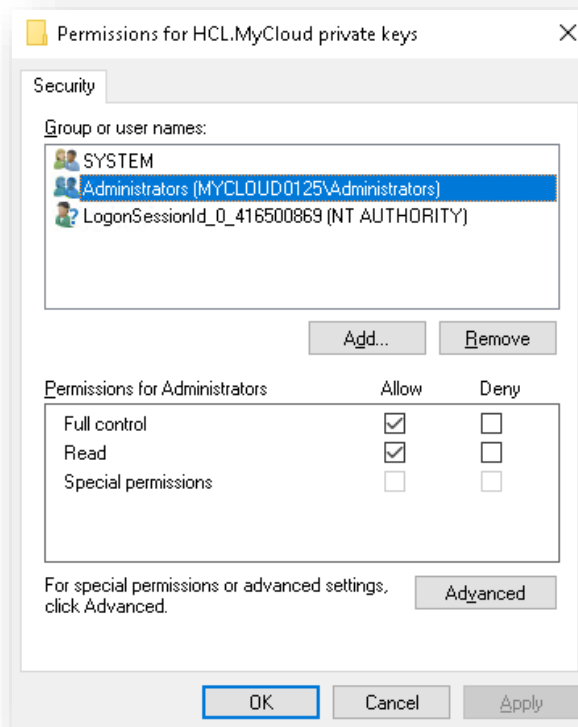 Permissions for HCL.MyCloud private keys
Security
Group or user names:
SYSTEM
Administrators (MYCLOUD0125\Administrators)
LogonSessionId_0_416500869 (NT AUTHORITY)
Add... Remove
Permissions for Administrators Allow Deny
Full control
Read
Special permissions
For special permissions or advanced settings,
click Advanced.
Advanced
OK Cancel Apply